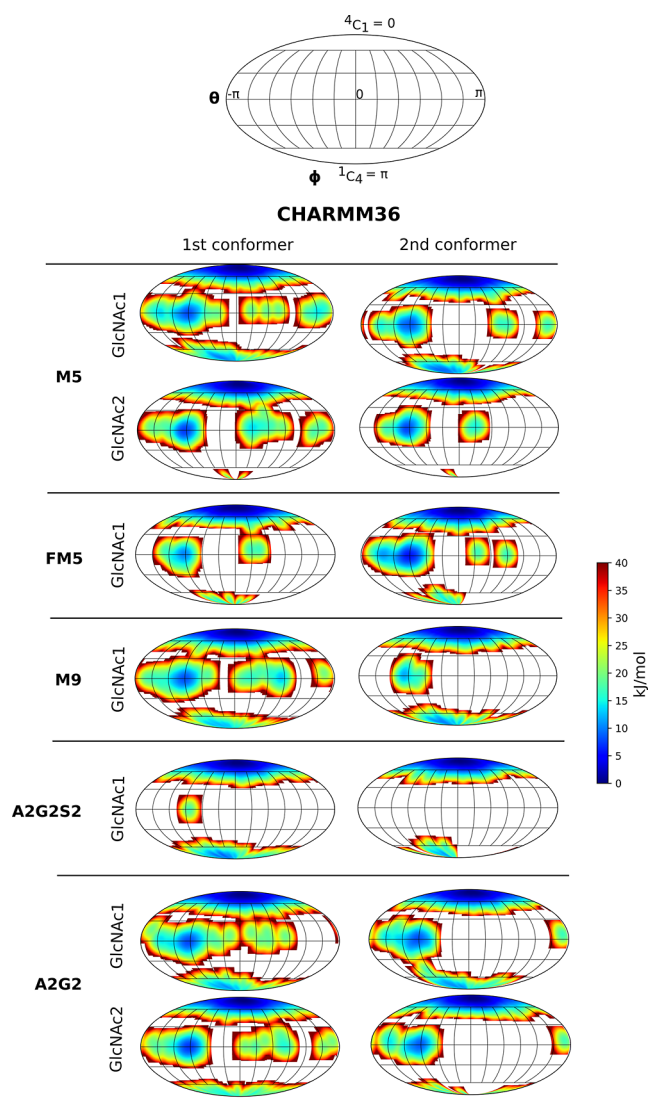 ⁴C₁ = 0
θ
-π
0
π
ϕ
¹C₄ = π
CHARMM36
1st conformer
2nd conformer
M5
GlcNAc1
GlcNAc2
FM5
GlcNAc1
M9
GlcNAc1
A2G2S2
GlcNAc1
A2G2
GlcNAc1
GlcNAc2
40
35
30
25
20
15
10
5
0
kJ/mol